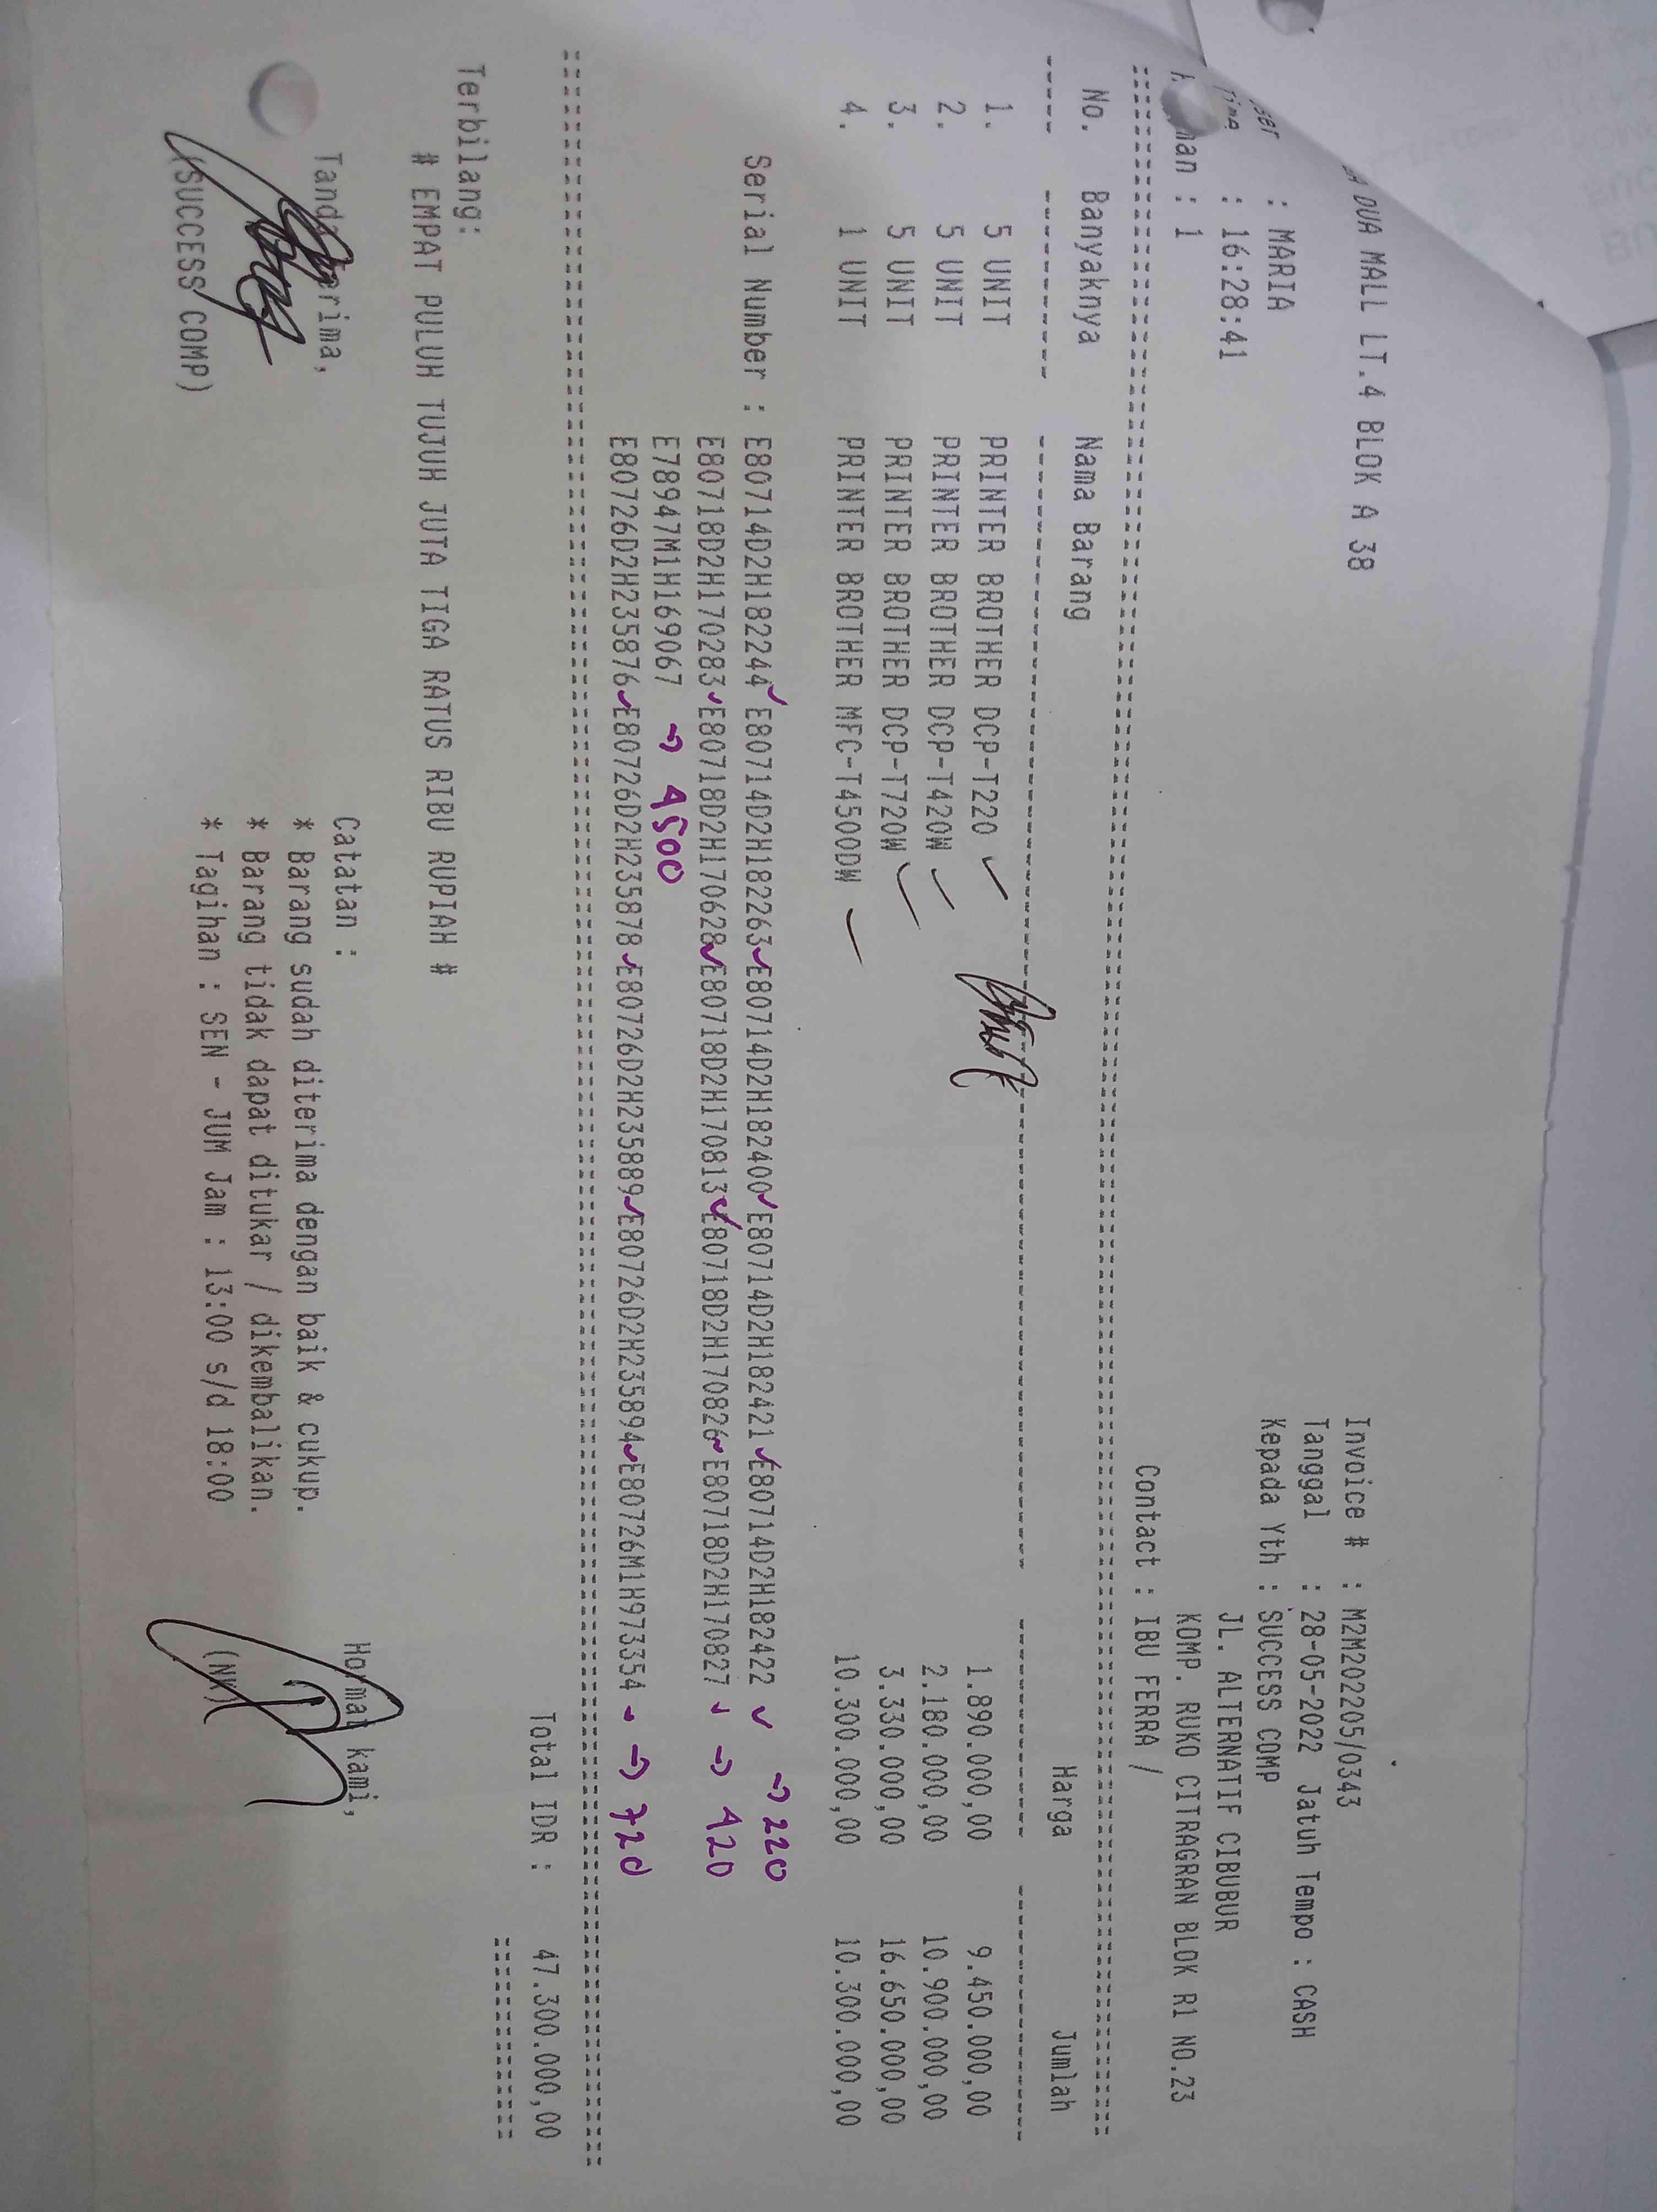 DUA MALL LT.4 BLOK A 38
Invoice # : M2M202205/0343
Tanggal : 28-05-2022 Jatuh Tempo : CASH
: MARIA
Kepada Yth : SUCCESS COMP
: 16:28:41
JL. ALTERNATIF CIBUBUR
: 1
KOMP. RUKO CITRAGRAN BLOK R1 NO.23
Contact : IBU FERRA /
No. Banyaknya Nama Barang Harga Jumlah
1. 5 UNIT PRINTER BROTHER DCP-T220 1.890.000,00 9.450.000,00
2. 5 UNIT PRINTER BROTHER DCP-T420W 2.180.000,00 10.900.000,00
3. 5 UNIT PRINTER BROTHER DCP-T720W 3.330.000,00 16.650.000,00
4. 1 UNIT PRINTER BROTHER MFC-T4500DW 10.300.000,00 10.300.000,00
Serial Number : E80714D2H182244 E80714D2H182263 E80714D2H182400 E80714D2H182421 E80714D2H182422 → 220
E80718D2H170283 E80718D2H170628 E80718D2H170813 E80718D2H170826 E80718D2H170827 → 420
E78947M1H169067 → 4500
E80726D2H235876 E80726D2H235878 E80726D2H235889 E80726D2H235894 E80726M1H973354 → 720
Total IDR : 47.300.000,00
Terbilang:
# EMPAT PULUH TUJUH JUTA TIGA RATUS RIBU RUPIAH #
Tanda terima, Catatan : Hormat kami,
* Barang sudah diterima dengan baik & cukup.
* Barang tidak dapat ditukar / dikembalikan.
(SUCCESS COMP) * Tagihan : SEN - JUM Jam : 13:00 s/d 18:00 (NV)